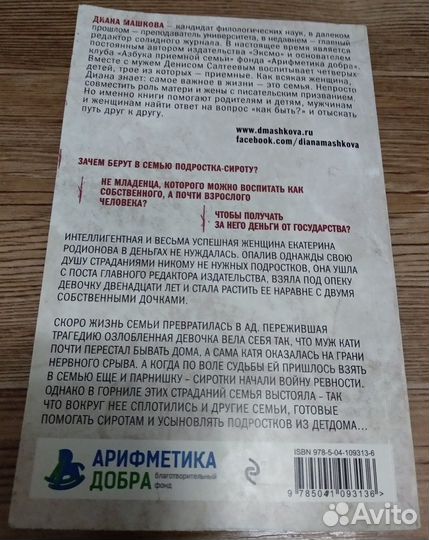 ДИАНА МАШКОВА – кандидат филологических наук, в далеком
прошлом – преподаватель университета, в недавнем – главный
редактор солидного журнала. В настоящее время является
постоянным автором издательства «Эксмо» и основателем
клуба «Азбука приемной семьи» фонда «Арифметика добра».
Вместе с мужем Денисом Салтеевым воспитывает четверых
детей, трое из которых – приемные. Как всякая женщина,
Диана знает: самое важное в жизни – это семья. Непросто
совместить роль матери и жены с писательским призванием.
Но именно книги помогают родителям и детям, мужчинам
и женщинам найти ответ на вопрос «как быть?» и отыскать
путь друг к другу.
www.dmashkova.ru
facebook.com/dianamashkova
ЗАЧЕМ БЕРУТ В СЕМЬЮ ПОДРОСТКА-СИРОТУ?
НЕ МЛАДЕНЦА, КОТОРОГО МОЖНО ВОСПИТАТЬ КАК
СОБСТВЕННОГО, А ПОЧТИ ВЗРОСЛОГО
ЧЕЛОВЕКА?
ЧТОБЫ ПОЛУЧАТЬ
ЗА НЕГО ДЕНЬГИ ОТ ГОСУДАРСТВА?
ИНТЕЛЛИГЕНТНАЯ И ВЕСЬМА УСПЕШНАЯ ЖЕНЩИНА ЕКАТЕРИНА
РОДИОНОВА В ДЕНЬГАХ НЕ НУЖДАЛАСЬ. ОПАЛИВ ОДНАЖДЫ СВОЮ
ДУШУ СТРАДАНИЯМИ НИКОМУ НЕ НУЖНЫХ ПОДРОСТКОВ, ОНА УШЛА
С ПОСТА ГЛАВНОГО РЕДАКТОРА ИЗДАТЕЛЬСТВА, ВЗЯЛА ПОД ОПЕКУ
ДЕВОЧКУ ДВЕНАДЦАТИ ЛЕТ И СТАЛА РАСТИТЬ ЕЕ НАРАВНЕ С ДВУМЯ
СОБСТВЕННЫМИ ДОЧКАМИ.
СКОРО ЖИЗНЬ СЕМЬИ ПРЕВРАТИЛАСЬ В АД. ПЕРЕЖИВШАЯ
ТРАГЕДИЮ ОЗЛОБЛЕННАЯ ДЕВОЧКА ВЕЛА СЕБЯ ТАК, ЧТО МУЖ КАТИ
ПОЧТИ ПЕРЕСТАЛ БЫВАТЬ ДОМА. А САМА КАТЯ ОКАЗАЛАСЬ НА ГРАНИ
НЕРВНОГО СРЫВА. А КОГДА ПО ВОЛЕ СУДЬБЫ ЕЙ ПРИШЛОСЬ ВЗЯТЬ
В СЕМЬЮ ЕЩЕ И ПАРНИШКУ – СИРОТКИ НАЧАЛИ ВОЙНУ РЕВНОСТИ.
ОДНАКО В ГОРНИЛЕ ЭТИХ СТРАДАНИЙ СЕМЬЯ ВЫСТОЯЛА – ТАК
ЧТО ВОКРУГ НЕЕ СПЛОТИЛИСЬ И ДРУГИЕ СЕМЬИ, ГОТОВЫЕ
ПОМОГАТЬ СИРОТАМ И УСЫНОВЛЯТЬ ПОДРОСТКОВ ИЗ ДЕТДОМА...
АРИФМЕТИКА
ДОБРА благотворительный
фонд
ISBN 978-5-04-109313-6
9 785041 093136 >
Avito